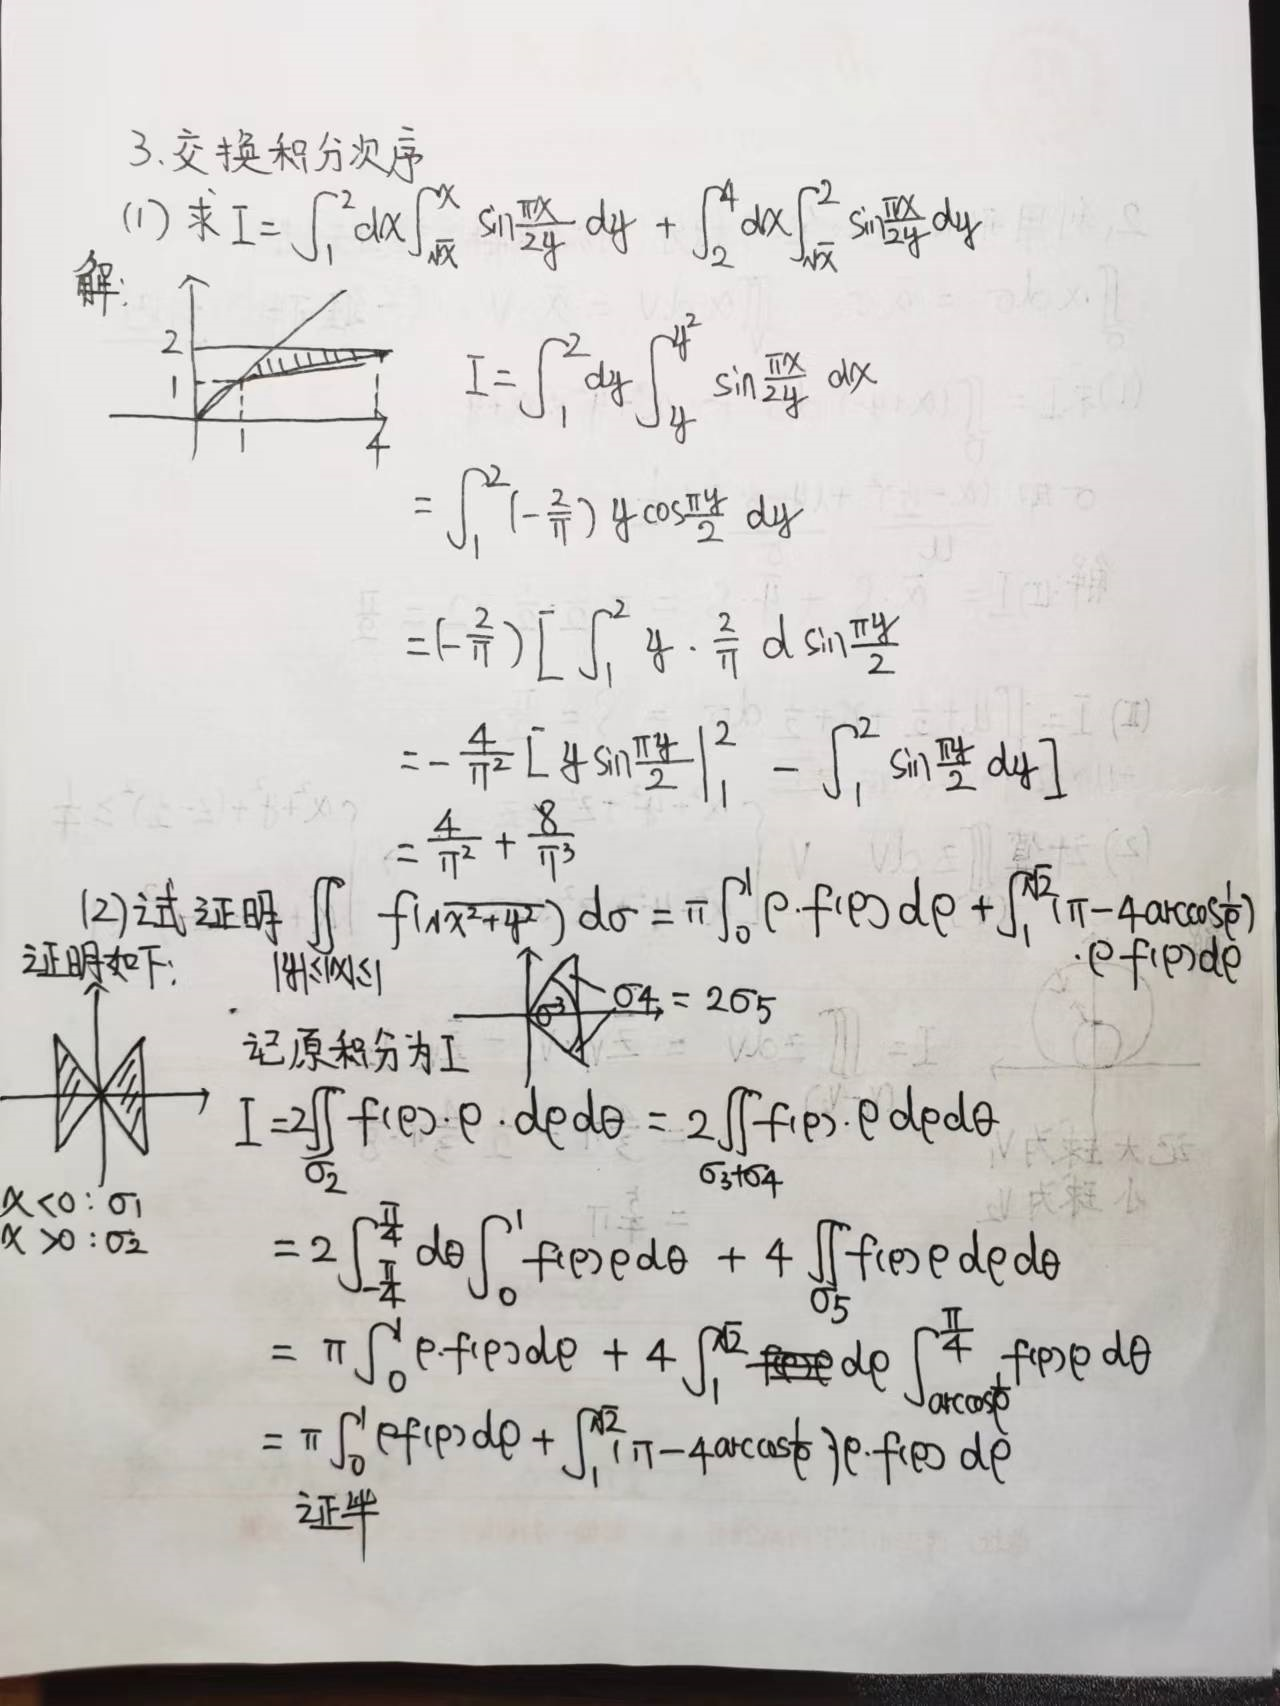 3.交换积分次序
(1) 求 I = ∫₁² dx ∫_{√x}^{x} sin(πx/2y) dy + ∫₂⁴ dx ∫_{√x}^{2} sin(πx/2y) dy
解:
2
1
1
4
I = ∫₁² dy ∫_{y}^{y²} sin(πx/2y) dx
= ∫₁² (-2/π) y cos(πy/2) dy
= (-2/π) [ ∫₁² y · 2/π d sin(πy/2)
= -4/π² [ y sin(πy/2) |₁² - ∫₁² sin(πy/2) dy ]
= 4/π² + 8/π³
(2) 试证明 ∬_{|y|≤|x|≤1} f(√(x²+y²)) dσ = π ∫₀¹ ρ·f(ρ) dρ + ∫₁^{√2} (π-4arccos(1/ρ))
·ρ f(ρ) dρ
证明如下:
σ3
σ4 = 2σ5
记原积分为 I
I = 2∬_{σ2} f(ρ)·ρ·dρdθ = 2∬_{σ3+σ4} f(ρ)·ρ dρdθ
x<0: σ1
x>0: σ2
= 2∫_{-π/4}^{π/4} dθ ∫₀¹ f(ρ)ρ dθ + 4∬_{σ5} f(ρ)ρ dρdθ
= π∫₀¹ ρ·f(ρ) dρ + 4∫₁^{√2} dρ ∫_{arccos(1/ρ)}^{π/4} f(ρ)ρ dθ
= π∫₀¹ ρf(ρ) dρ + ∫₁^{√2} (π-4arccos(1/ρ)) ρ·f(ρ) dρ
证毕